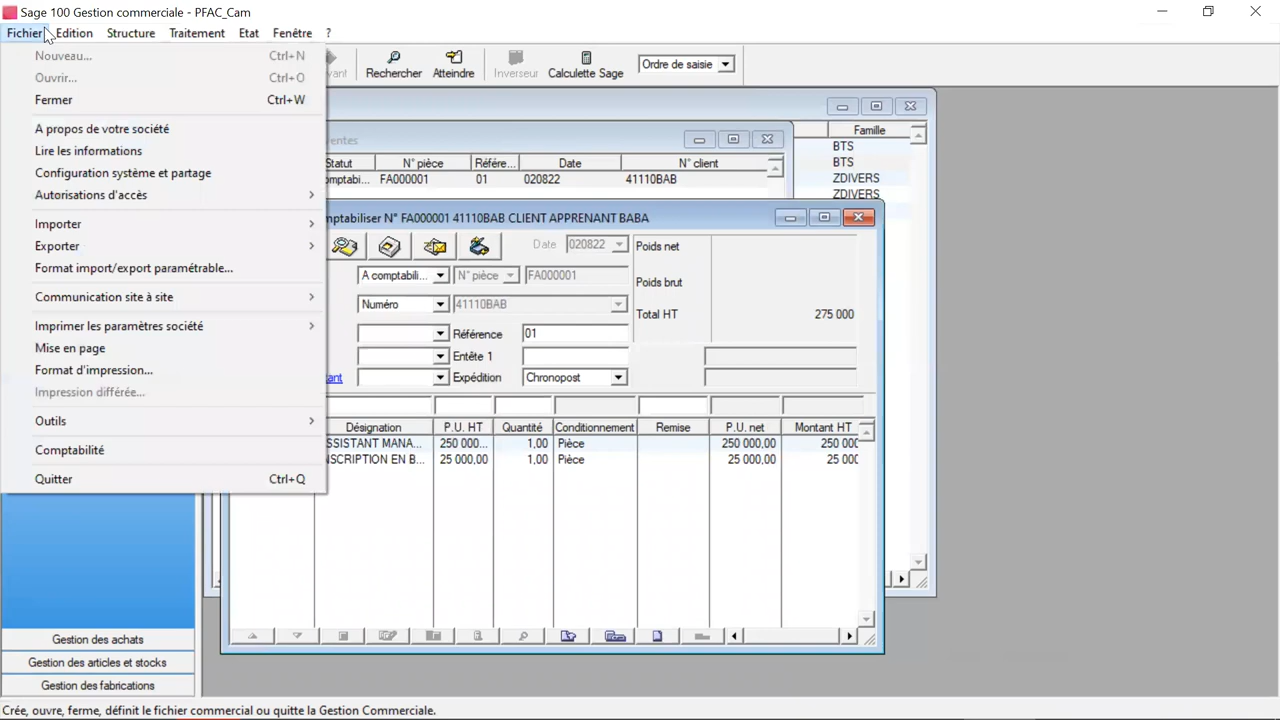 Sage 100 Gestion commerciale - PFAC_Cam
Fichier Edition Structure Traitement Etat Fenêtre ?
Nouveau... Ctrl+N
Ouvrir... Ctrl+O
Fermer Ctrl+W
A propos de votre société
Lire les informations
Configuration système et partage
Autorisations d'accès
Importer
Exporter
Format import/export paramétrable...
Communication site à site
Imprimer les paramètres société
Mise en page
Format d'impression...
Impression différée...
Outils
Comptabilité
Quitter Ctrl+Q
Rechercher Atteindre Inverseur Calculette Sage Ordre de saisie
Famille
BTS
BTS
ZDIVERS
ZDIVERS
entes
Statut N° pièce Référe... Date N° client
omptabi... FA000001 01 020822 41110BAB
mptabiliser N° FA000001 41110BAB CLIENT APPRENANT BABA
Date 020822 Poids net
A comptabili... N° pièce FA000001
Poids brut
Numéro 41110BAB
Total HT 275 000
Référence 01
Entête 1
Expédition Chronopost
Désignation P.U. HT Quantité Conditionnement Remise P.U. net Montant HT
SSISTANT MANA... 250 000... 1,00 Pièce 250 000,00 250 000
NSCRIPTION EN B... 25 000,00 1,00 Pièce 25 000,00 25 000
Gestion des achats
Gestion des articles et stocks
Gestion des fabrications
Crée, ouvre, ferme, définit le fichier commercial ou quitte la Gestion Commerciale.